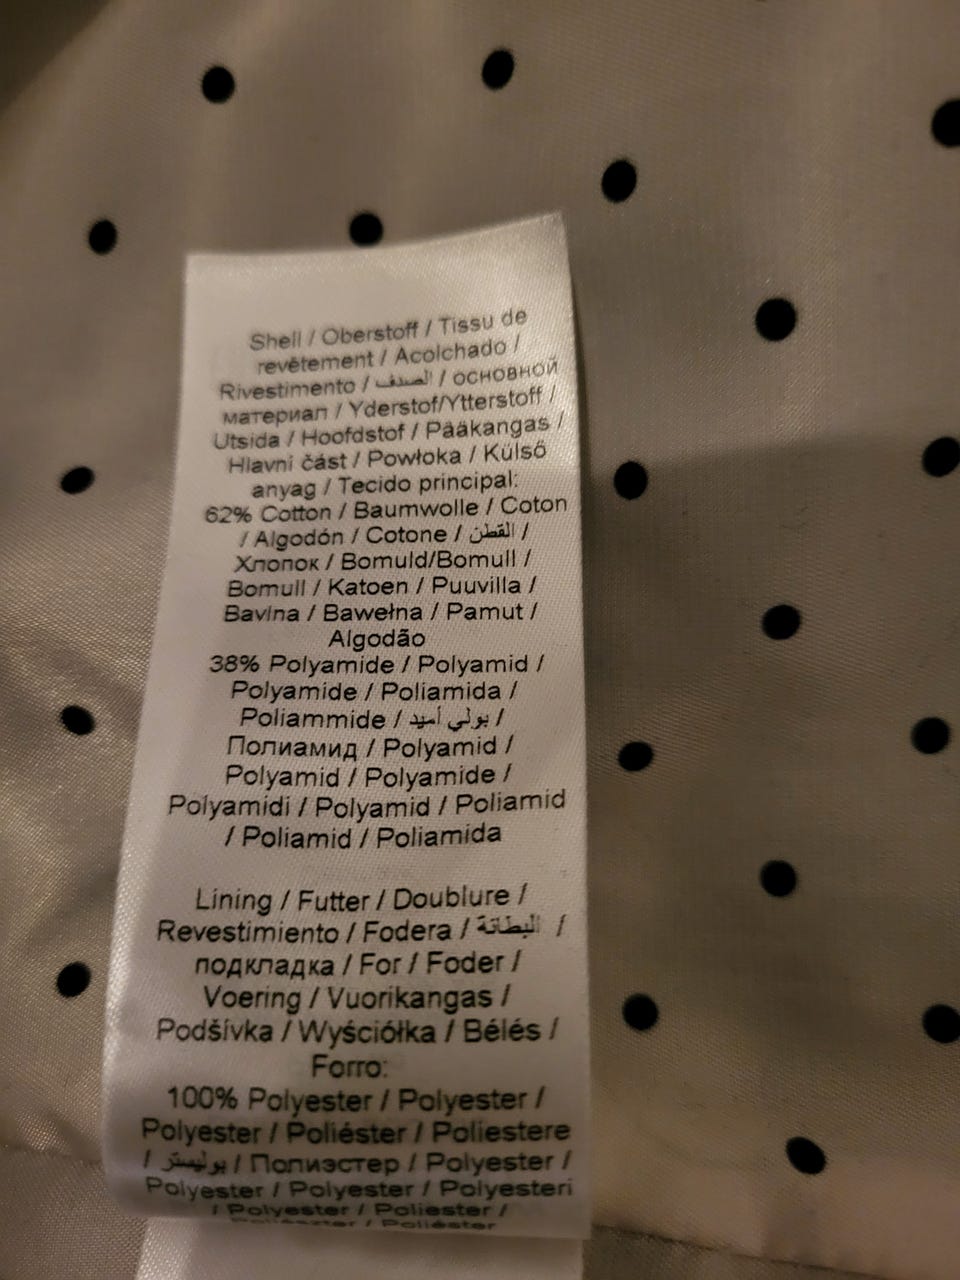 Shell / Oberstoff / Tissu de
revêtement / Acolchado /
Rivestimento / الصدف / основной
материал / Yderstof/Ytterstoff /
Utsida / Hoofdstof / Pääkangas /
Hlavní část / Powłoka / Külső
anyag / Tecido principal:
62% Cotton / Baumwolle / Coton
/ Algodón / Cotone / القطن /
Хлопок / Bomuld/Bomull /
Bomull / Katoen / Puuvilla /
Bavlna / Bawełna / Pamut /
Algodão
38% Polyamide / Polyamid /
Polyamide / Poliamida /
Poliammide / بولي أميد /
Полиамид / Polyamid /
Polyamid / Polyamide /
Polyamidi / Polyamid / Poliamid
/ Poliamid / Poliamida
Lining / Futter / Doublure /
Revestimiento / Fodera / البطانة /
подкладка / For / Foder /
Voering / Vuorikangas /
Podšívka / Wyściółka / Bélés /
Forro:
100% Polyester / Polyester /
Polyester / Poliéster / Poliestere
/ بوليستر / Полиэстер / Polyester /
Polyester / Polyester / Polyesteri
/ Polyester / Poliester /
Poliészter / Poliéster